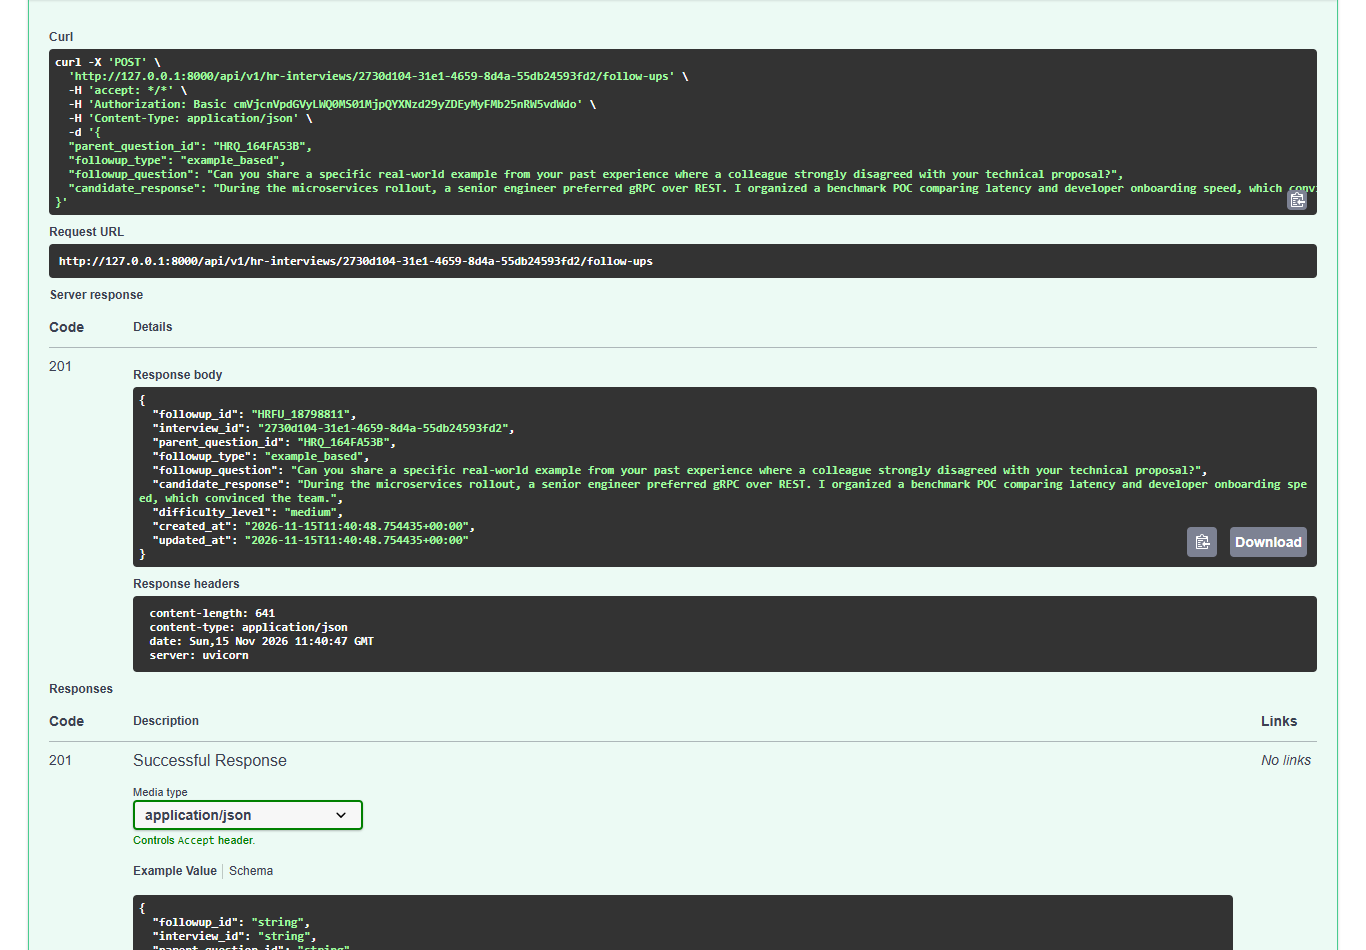 Curl
curl -X 'POST' \
'http://127.0.0.1:8000/api/v1/hr-interviews/2730d104-31e1-4659-8d4a-55db24593fd2/follow-ups' \
-H 'accept: */*' \
-H 'Authorization: Basic cmVjcnVpdGVyLWQ0MS01MjpQYXNzd29yZDEyMyFMb25nRW5vdWdo' \
-H 'Content-Type: application/json' \
-d '{
"parent_question_id": "HRQ_164FA53B",
"followup_type": "example_based",
"followup_question": "Can you share a specific real-world example from your past experience where a colleague strongly disagreed with your technical proposal?",
"candidate_response": "During the microservices rollout, a senior engineer preferred gRPC over REST. I organized a benchmark POC comparing latency and developer onboarding speed, which
}'
Request URL
http://127.0.0.1:8000/api/v1/hr-interviews/2730d104-31e1-4659-8d4a-55db24593fd2/follow-ups
Server response
Code Details
201
Response body
{
"followup_id": "HRFU_18798811",
"interview_id": "2730d104-31e1-4659-8d4a-55db24593fd2",
"parent_question_id": "HRQ_164FA53B",
"followup_type": "example_based",
"followup_question": "Can you share a specific real-world example from your past experience where a colleague strongly disagreed with your technical proposal?",
"candidate_response": "During the microservices rollout, a senior engineer preferred gRPC over REST. I organized a benchmark POC comparing latency and developer onboarding spe
ed, which convinced the team.",
"difficulty_level": "medium",
"created_at": "2026-11-15T11:40:48.754435+00:00",
"updated_at": "2026-11-15T11:40:48.754435+00:00"
}
Download
Response headers
content-length: 641
content-type: application/json
date: Sun,15 Nov 2026 11:40:47 GMT
server: uvicorn
Responses
Code Description Links
201 Successful Response No links
Media type
application/json
Controls Accept header.
Example Value Schema
{
"followup_id": "string",
"interview_id": "string",
"parent_question_id": "string"